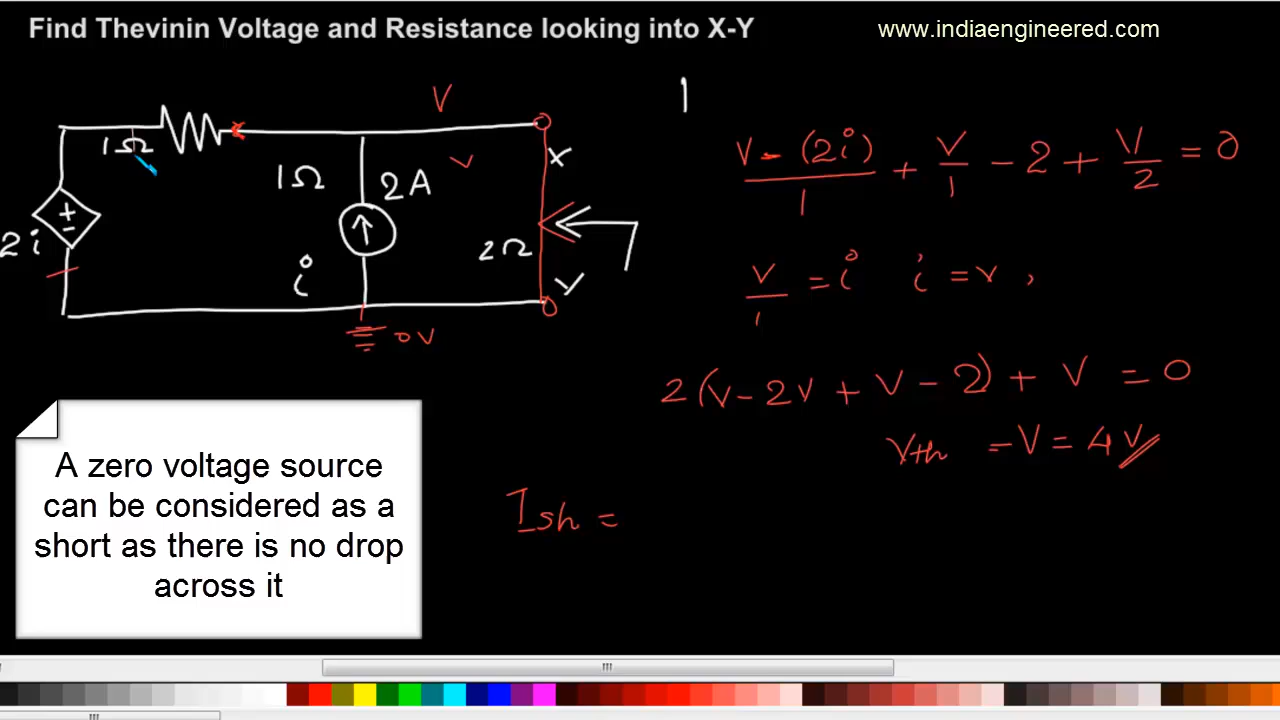 Find Thevinin Voltage and Resistance looking into X-Y
www.indiaengineered.com
V
1Ω
1Ω
2A
V
X
2i
i
2Ω
Y
0V
V - (2i) / 1 + V/1 - 2 + V/2 = 0
V/1 = i i = v ,
2(V - 2V + V - 2) + V = 0
Vth = V = 4V
Ish =
A zero voltage source
can be considered as a
short as there is no drop
across it